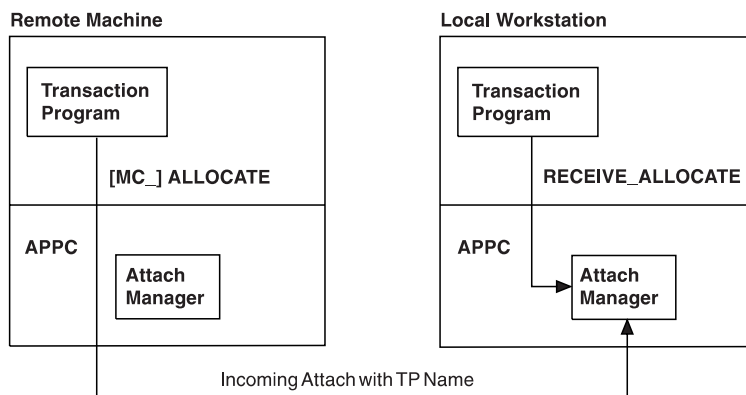 Remote Machine
Transaction
Program
[MC_] ALLOCATE
APPC
Attach
Manager
Local Workstation
Transaction
Program
RECEIVE_ALLOCATE
APPC
Attach
Manager
Incoming Attach with TP Name